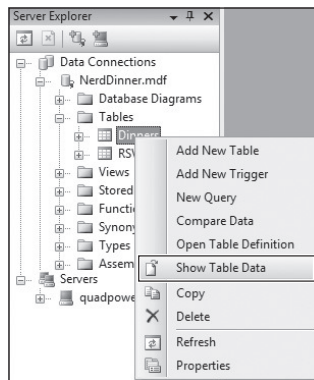 Server Explorer
Data Connections
NerdDinner.mdf
Database Diagrams
Tables
Dinners
RSV
Views
Stored
Functi
Synony
Types
Assem
Servers
quadpowe
Add New Table
Add New Trigger
New Query
Compare Data
Open Table Definition
Show Table Data
Copy
Delete
Refresh
Properties